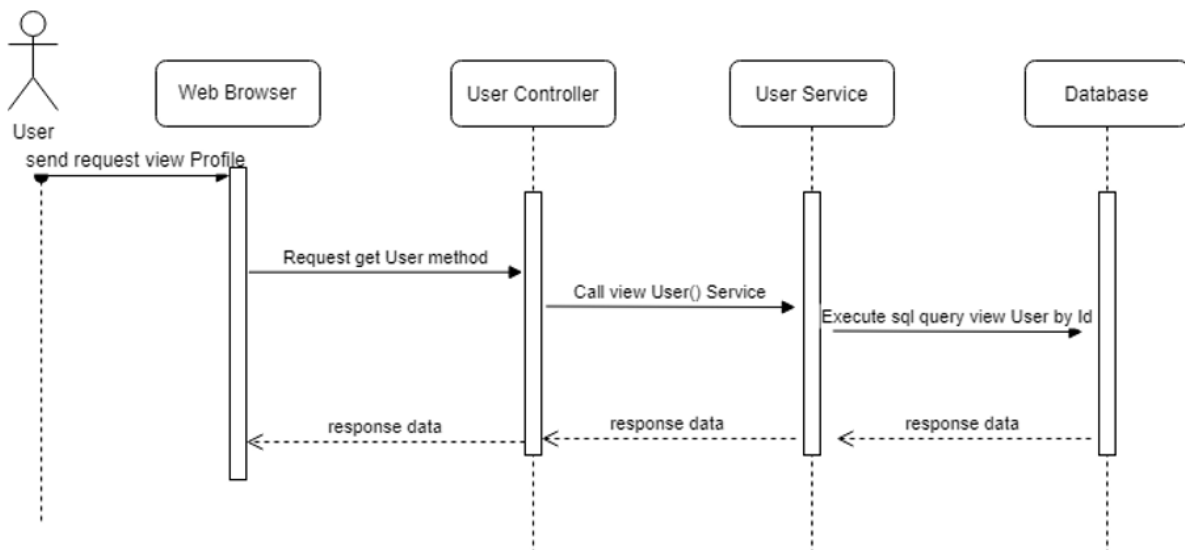 User
Web Browser
User Controller
User Service
Database
send request view Profile
Request get User method
Call view User() Service
Execute sql query view User by Id
response data
response data
response data